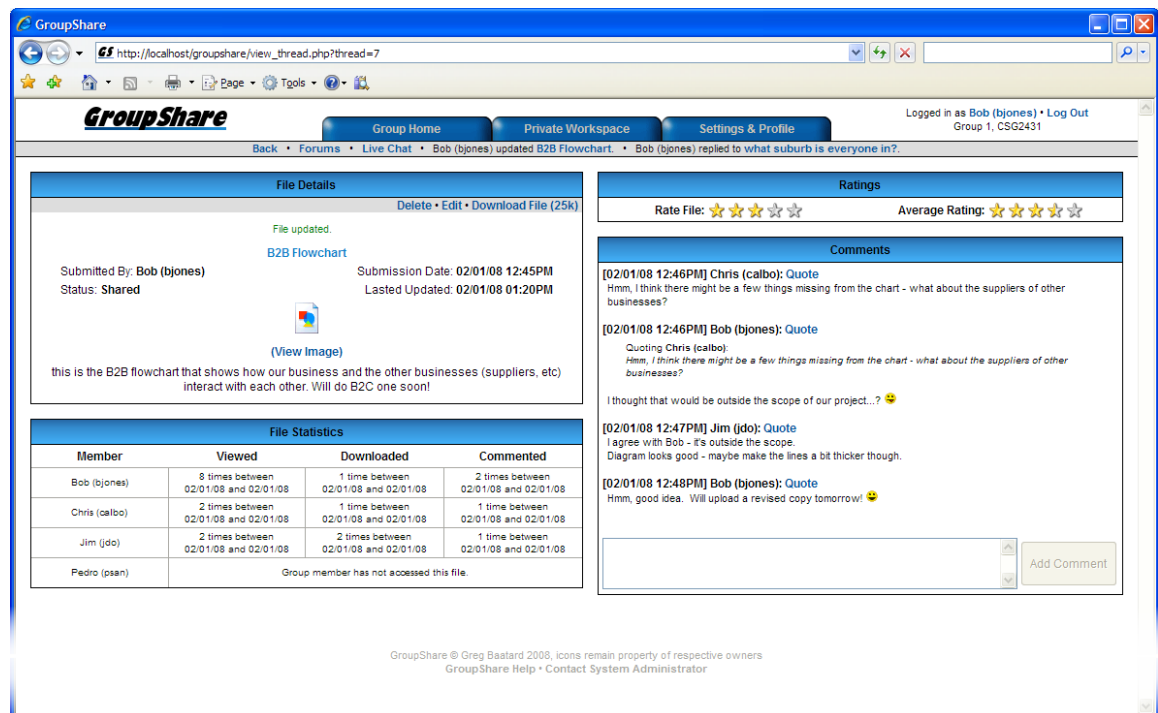 GroupShare
GS http://localhost/groupshare/view_thread.php?thread=7
Page Tools
GroupShare
Group Home Private Workspace Settings & Profile
Logged in as Bob (bjones) • Log Out
Group 1, CSG2431
Back • Forums • Live Chat • Bob (bjones) updated B2B Flowchart. • Bob (bjones) replied to what suburb is everyone in?.
File Details
Delete • Edit • Download File (25k)
File updated.
B2B Flowchart
Submitted By: Bob (bjones) Submission Date: 02/01/08 12:45PM
Status: Shared Lasted Updated: 02/01/08 01:20PM
(View Image)
this is the B2B flowchart that shows how our business and the other businesses (suppliers, etc)
interact with each other. Will do B2C one soon!
File Statistics
Member Viewed Downloaded Commented
Bob (bjones) 8 times between 02/01/08 and 02/01/08 1 time between 02/01/08 and 02/01/08 2 times between 02/01/08 and 02/01/08
Chris (calbo) 2 times between 02/01/08 and 02/01/08 1 time between 02/01/08 and 02/01/08 1 time between 02/01/08 and 02/01/08
Jim (jdo) 2 times between 02/01/08 and 02/01/08 2 times between 02/01/08 and 02/01/08 1 time between 02/01/08 and 02/01/08
Pedro (psan) Group member has not accessed this file.
Ratings
Rate File: Average Rating:
Comments
[02/01/08 12:46PM] Chris (calbo): Quote
Hmm, I think there might be a few things missing from the chart - what about the suppliers of other
businesses?
[02/01/08 12:46PM] Bob (bjones): Quote
Quoting Chris (calbo):
Hmm, I think there might be a few things missing from the chart - what about the suppliers of other
businesses?
I thought that would be outside the scope of our project...?
[02/01/08 12:47PM] Jim (jdo): Quote
I agree with Bob - it's outside the scope.
Diagram looks good - maybe make the lines a bit thicker though.
[02/01/08 12:48PM] Bob (bjones): Quote
Hmm, good idea. Will upload a revised copy tomorrow!
Add Comment
GroupShare © Greg Baatard 2008, icons remain property of respective owners
GroupShare Help • Contact System Administrator